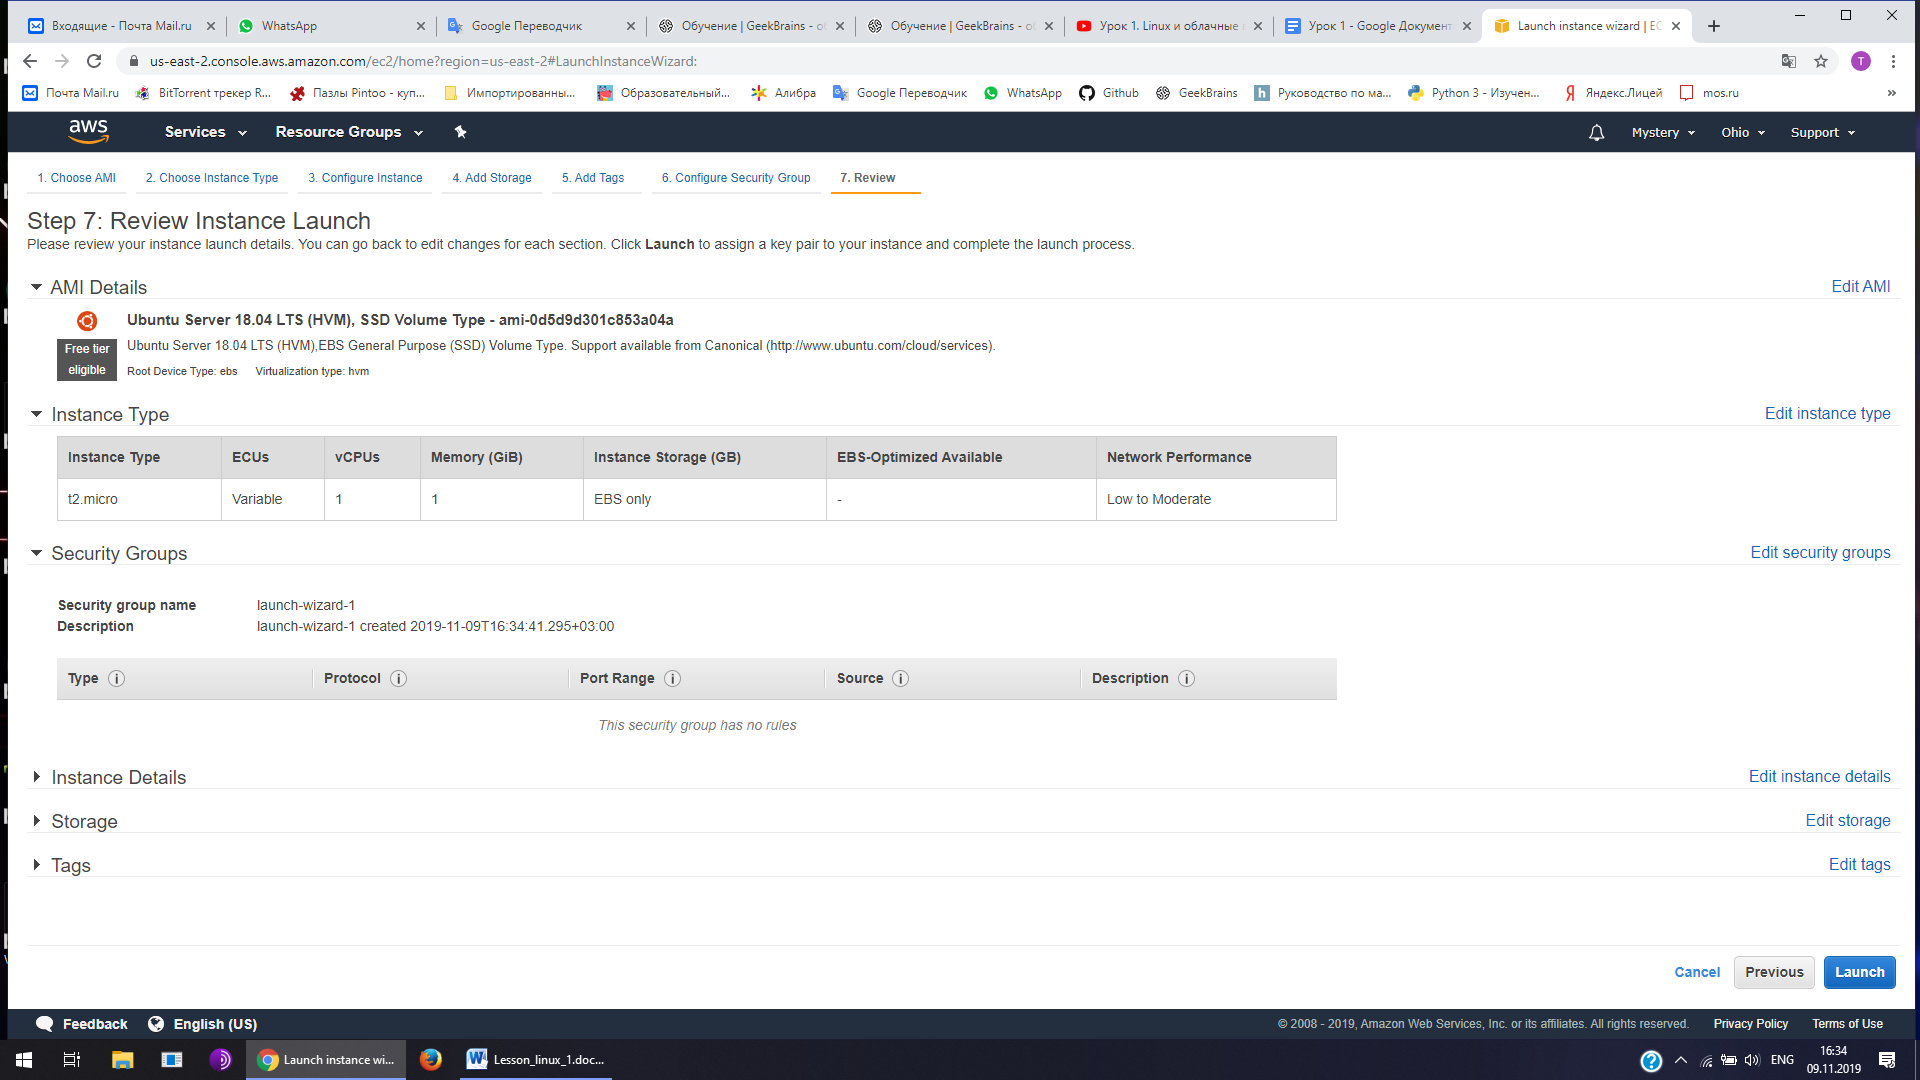 Входящие - Почта Mail.ru
WhatsApp
Google Переводчик
Обучение | GeekBrains - об
Обучение | GeekBrains - об
Урок 1. Linux и облачные
Урок 1 - Google Документ
Launch instance wizard | EC
us-east-2.console.aws.amazon.com/ec2/home?region=us-east-2#LaunchInstanceWizard:
T
Почта Mail.ru
BitTorrent трекер R...
Пазлы Pintoo - куп...
Импортированны...
Образовательный...
Алибра
Google Переводчик
WhatsApp
Github
GeekBrains
Руководство по ма...
Python 3 - Изучен...
Яндекс.Лицей
mos.ru
»
aws
Services
Resource Groups
Mystery
Ohio
Support
1. Choose AMI
2. Choose Instance Type
3. Configure Instance
4. Add Storage
5. Add Tags
6. Configure Security Group
7. Review
Step 7: Review Instance Launch
Please review your instance launch details. You can go back to edit changes for each section. Click Launch to assign a key pair to your instance and complete the launch process.
AMI Details
Edit AMI
Ubuntu Server 18.04 LTS (HVM), SSD Volume Type - ami-0d5d9d301c853a04a
Free tier
eligible
Ubuntu Server 18.04 LTS (HVM),EBS General Purpose (SSD) Volume Type. Support available from Canonical (http://www.ubuntu.com/cloud/services).
Root Device Type: ebs Virtualization type: hvm
Instance Type
Edit instance type
Instance Type ECUs vCPUs Memory (GiB) Instance Storage (GB) EBS-Optimized Available Network Performance
t2.micro Variable 1 1 EBS only - Low to Moderate
Security Groups
Edit security groups
Security group name launch-wizard-1
Description launch-wizard-1 created 2019-11-09T16:34:41.295+03:00
Type Protocol Port Range Source Description
This security group has no rules
Instance Details
Edit instance details
Storage
Edit storage
Tags
Edit tags
Cancel
Previous
Launch
Feedback
English (US)
© 2008 - 2019, Amazon Web Services, Inc. or its affiliates. All rights reserved.
Privacy Policy
Terms of Use
Launch instance wi...
Lesson_linux_1.doc...
ENG
16:34
09.11.2019